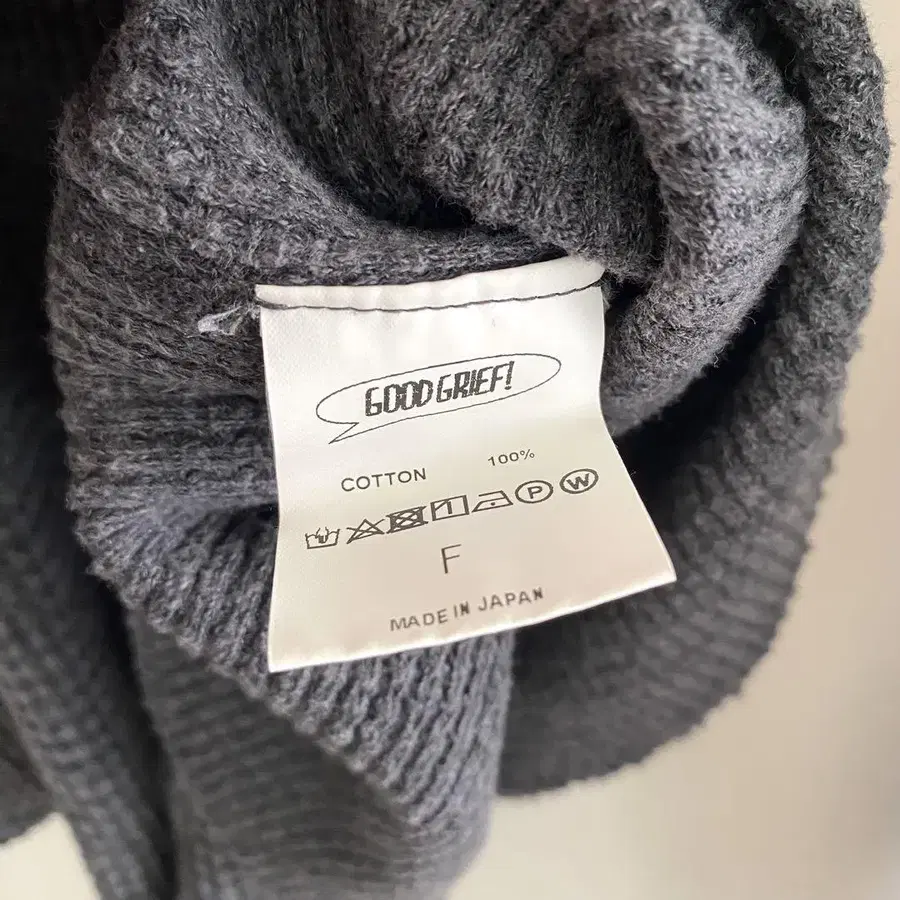 GOOD GRIEF!
COTTON 100%
P W
F
MADE IN JAPAN